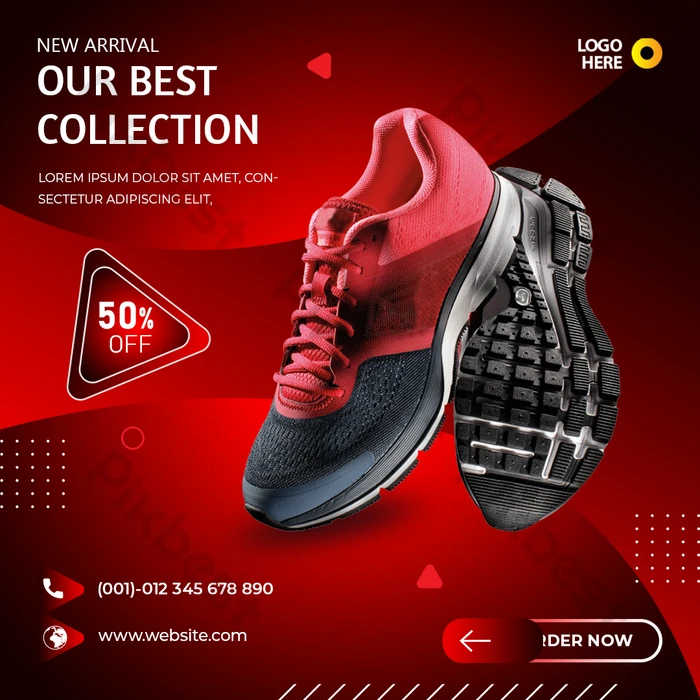 NEW ARRIVAL
OUR BEST
COLLECTION
LOREM IPSUM DOLOR SIT AMET, CON-
SECTETUR ADIPISCING ELIT,
LOGO
HERE
50%
OFF
(001)-012 345 678 890
www.website.com
RDER NOW
pikbest